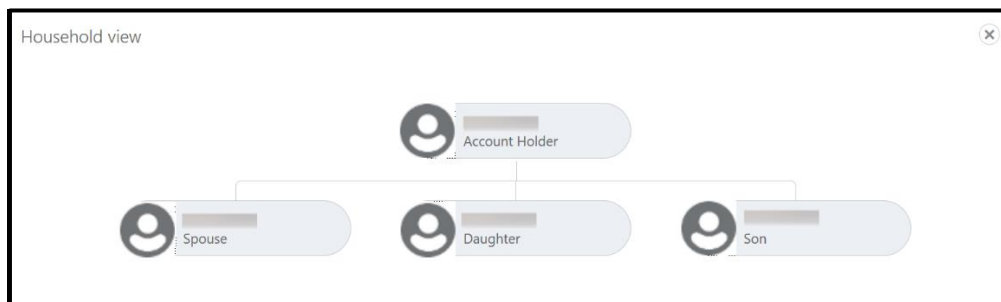 Household view
Account Holder
Spouse
Daughter
Son